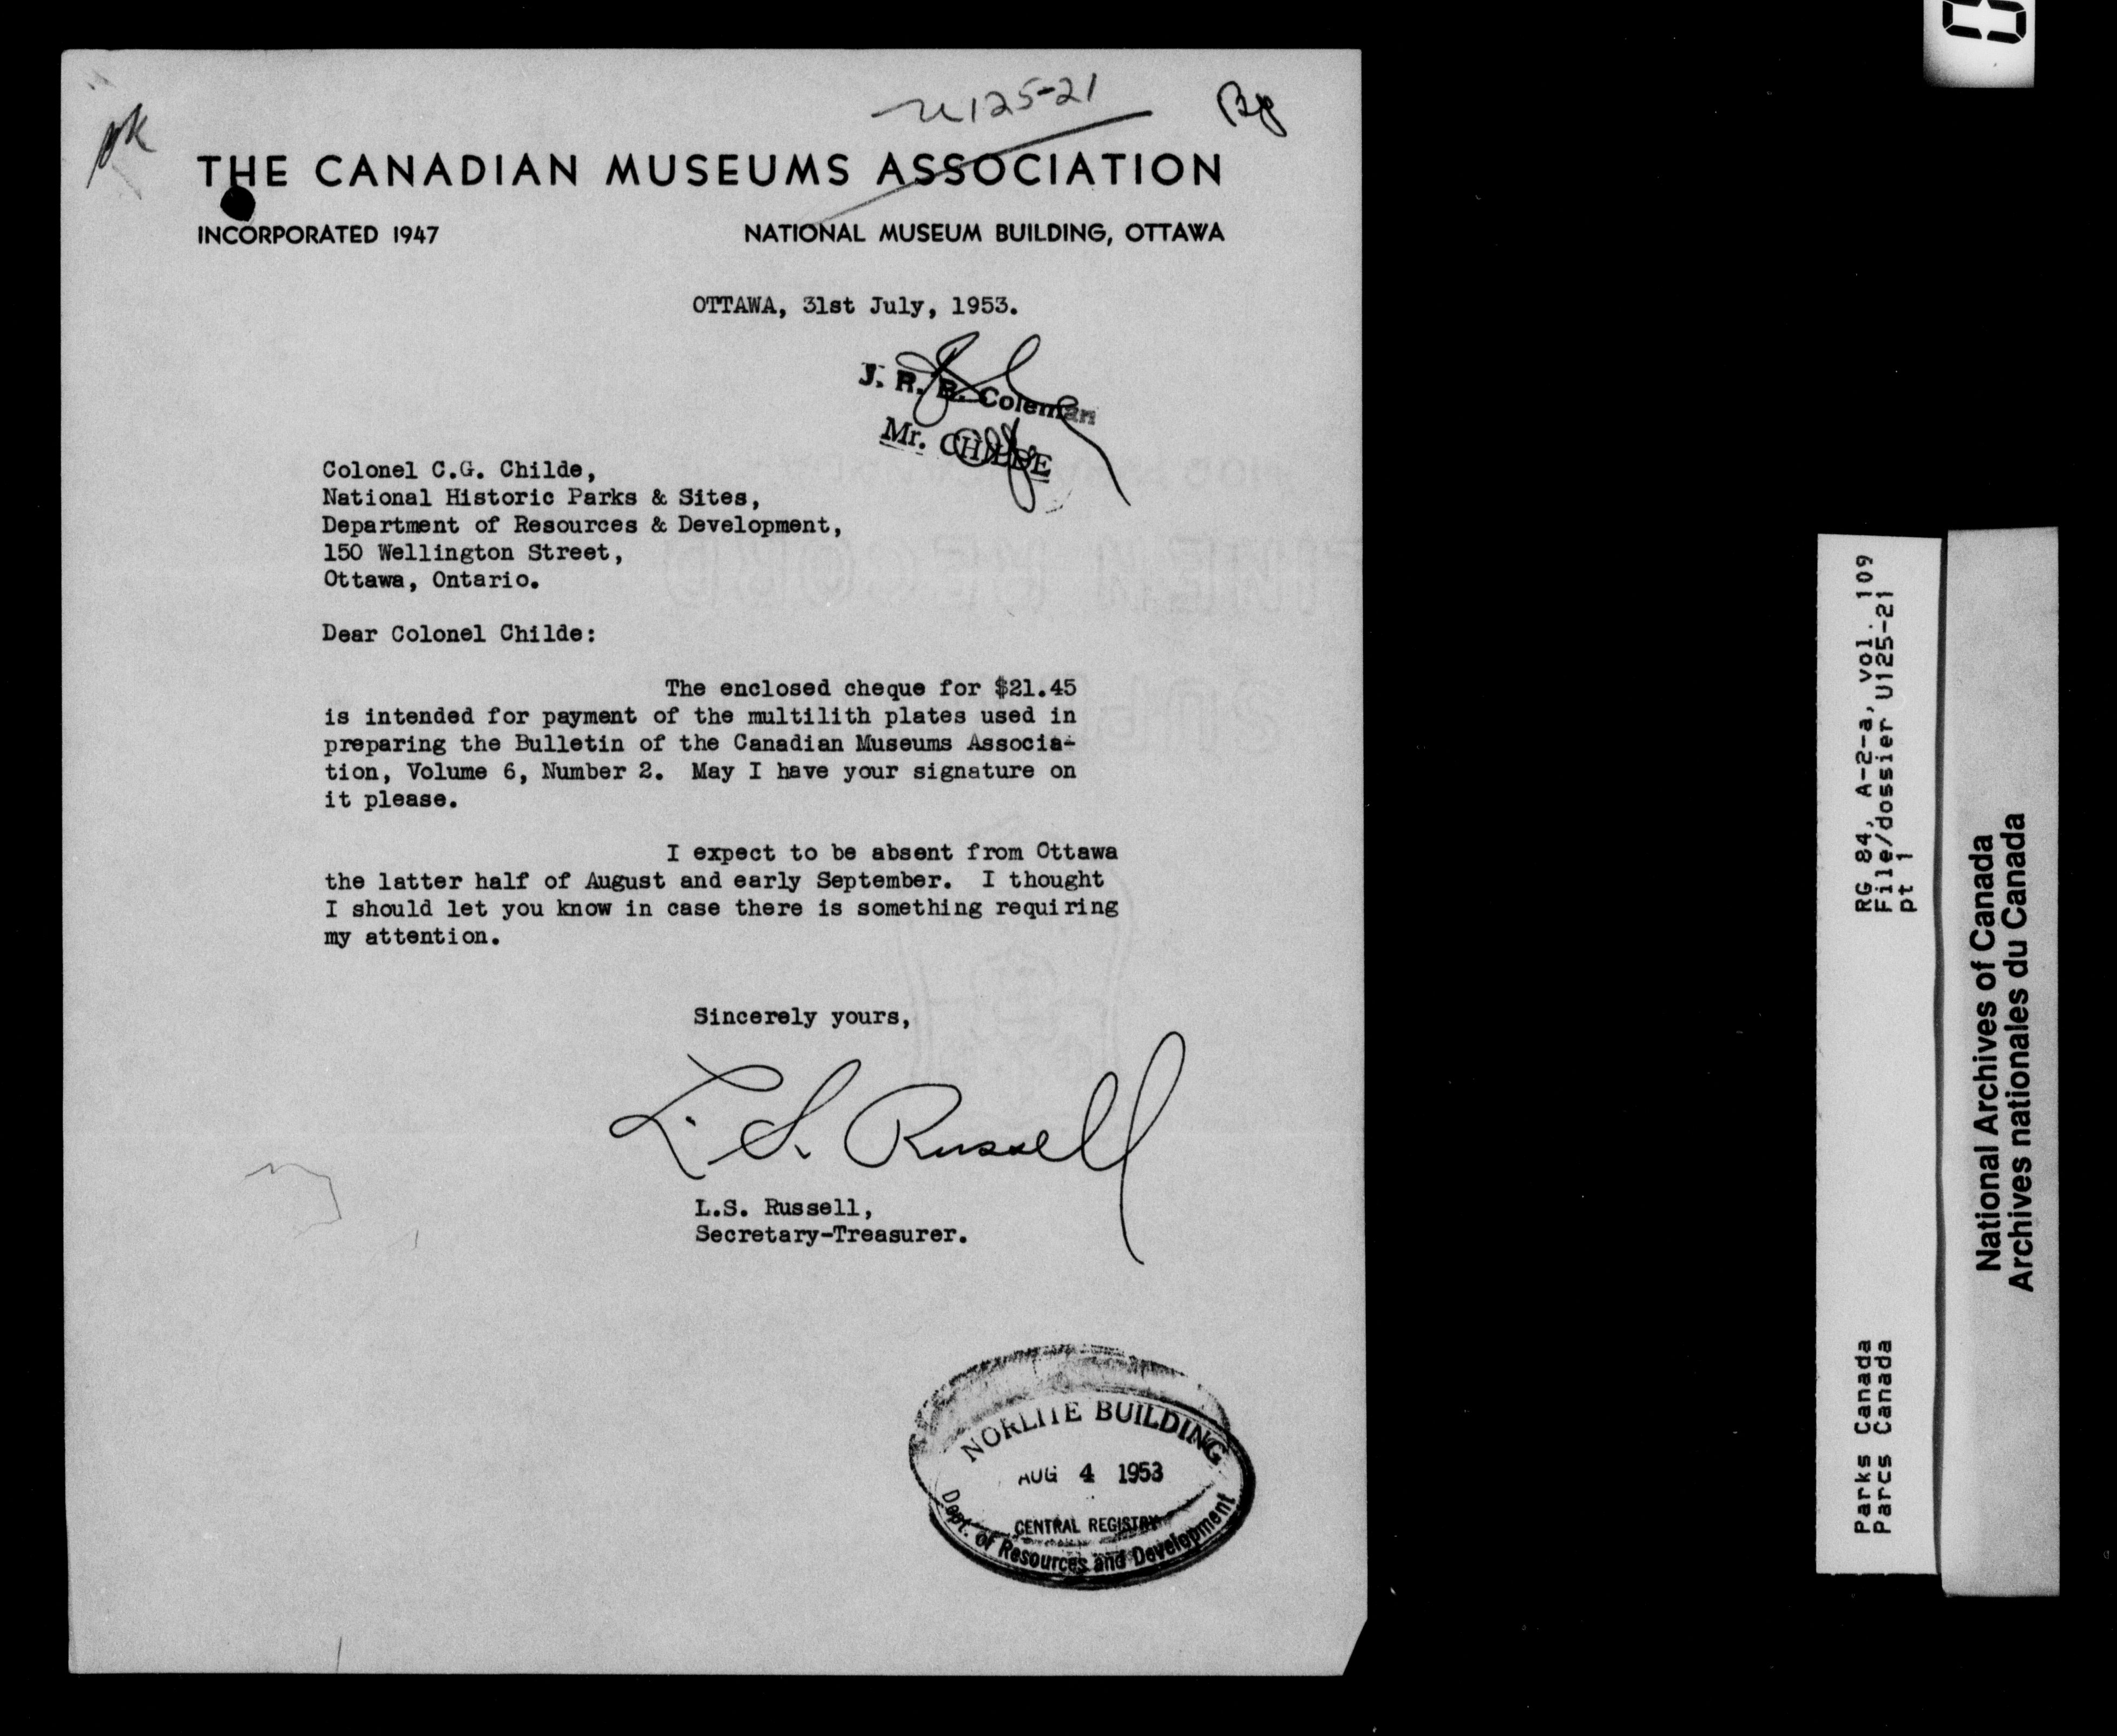 U125-21
THE CANADIAN MUSEUMS ASSOCIATION
INCORPORATED 1947
NATIONAL MUSEUM BUILDING, OTTAWA
OTTAWA, 31st July, 1953.
J. R. B. Coleman
Mr. CHILDE
Colonel C.G. Childe,
National Historic Parks & Sites,
Department of Resources & Development,
150 Wellington Street,
Ottawa, Ontario.
Dear Colonel Childe:
The enclosed cheque for $21.45
is intended for payment of the multilith plates used in
preparing the Bulletin of the Canadian Museums Associa-
tion, Volume 6, Number 2. May I have your signature on
it please.
I expect to be absent from Ottawa
the latter half of August and early September. I thought
I should let you know in case there is something requiring
my attention.
Sincerely yours,
L. S. Russell
L.S. Russell,
Secretary-Treasurer.
NORLITE BUILDING
AUG 4 1953
CENTRAL REGISTRY
Dept. of Resources and Development
RG 84, A-2-a, vol. 109
File/dossier U125-21
pt 1
Parks Canada
Parcs Canada
National Archives of Canada
Archives nationales du Canada